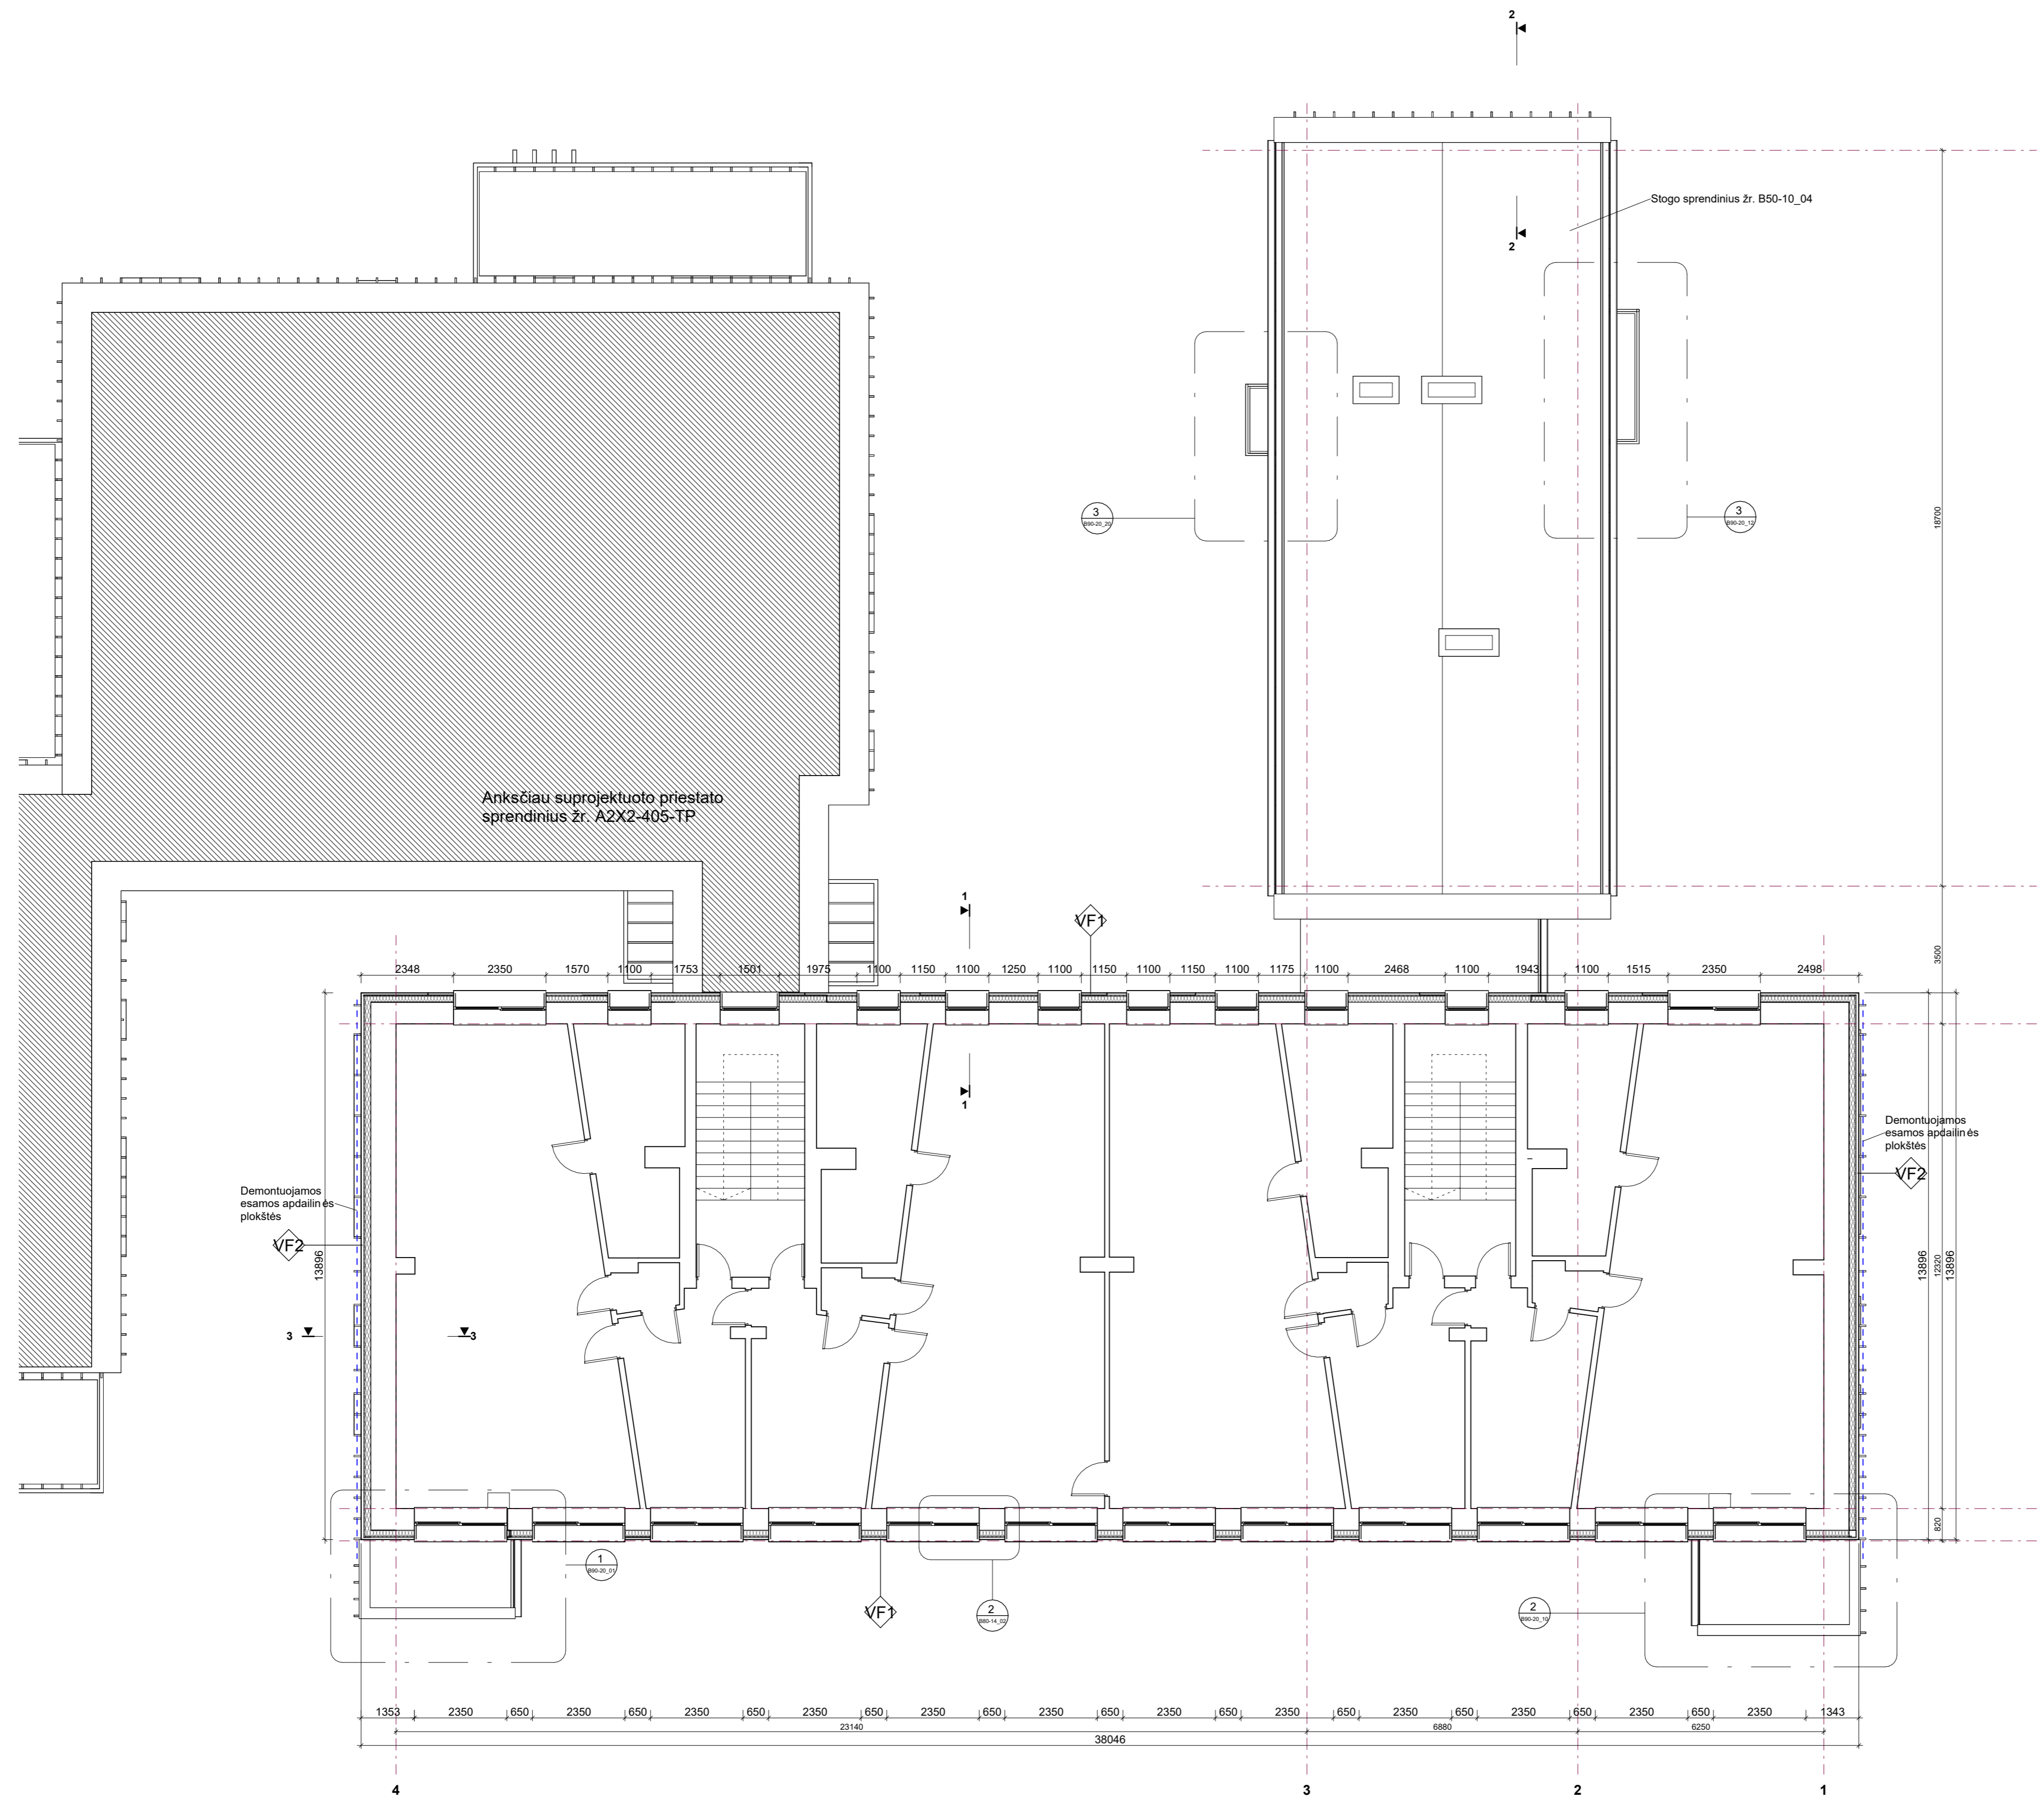 2
Stogo sprendinius žr. B50-10_04
2
3
B90-20_20
3
B90-20_12
18700
Anksčiau suprojektuoto priestato
sprendinius žr. A2X2-405-TP
1
VF1
3500
2348 2350 1570 1100 1753 1501 1975 1100 1150 1100 1250 1100 1150 1100 1150 1100 1175 1100 2468 1100 1943 1100 1515 2350 2498
1
Demontuojamos
esamos apdailinės
plokštės
VF2
Demontuojamos
esamos apdailinės
plokštės
VF2
13896
13896
12320
13896
3
3
820
1
B90-20_01
VF1
2
B80-14_02
2
B90-20_10
1353 2350 650 2350 650 2350 650 2350 650 2350 650 2350 650 2350 650 2350 650 2350 650 2350 650 2350 650 2350 1343
23140 6880 6250
38046
4 3 2 1